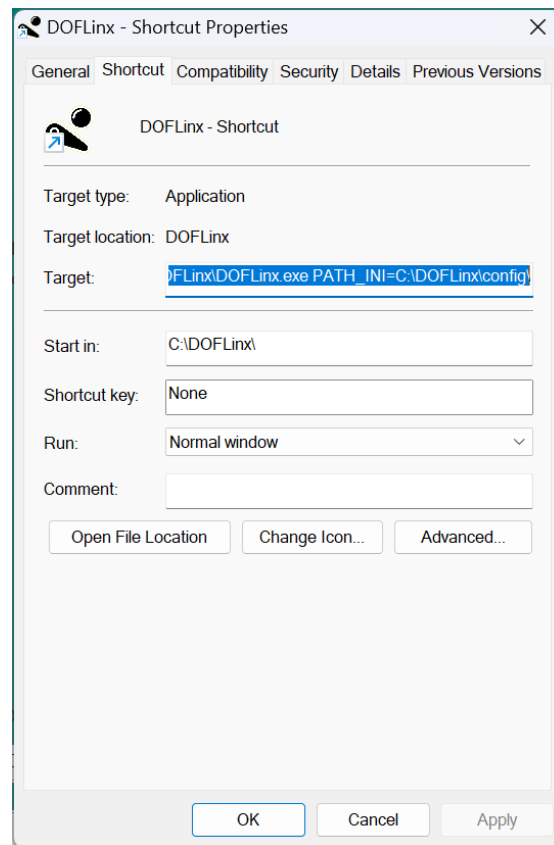 DOFLinx - Shortcut Properties
General Shortcut Compatibility Security Details Previous Versions
DOFLinx - Shortcut
Target type: Application
Target location: DOFLinx
Target: OFLinx\DOFLinx.exe PATH_INI=C:\DOFLinx\config\
Start in: C:\DOFLinx\
Shortcut key: None
Run: Normal window
Comment:
Open File Location Change Icon... Advanced...
OK Cancel Apply